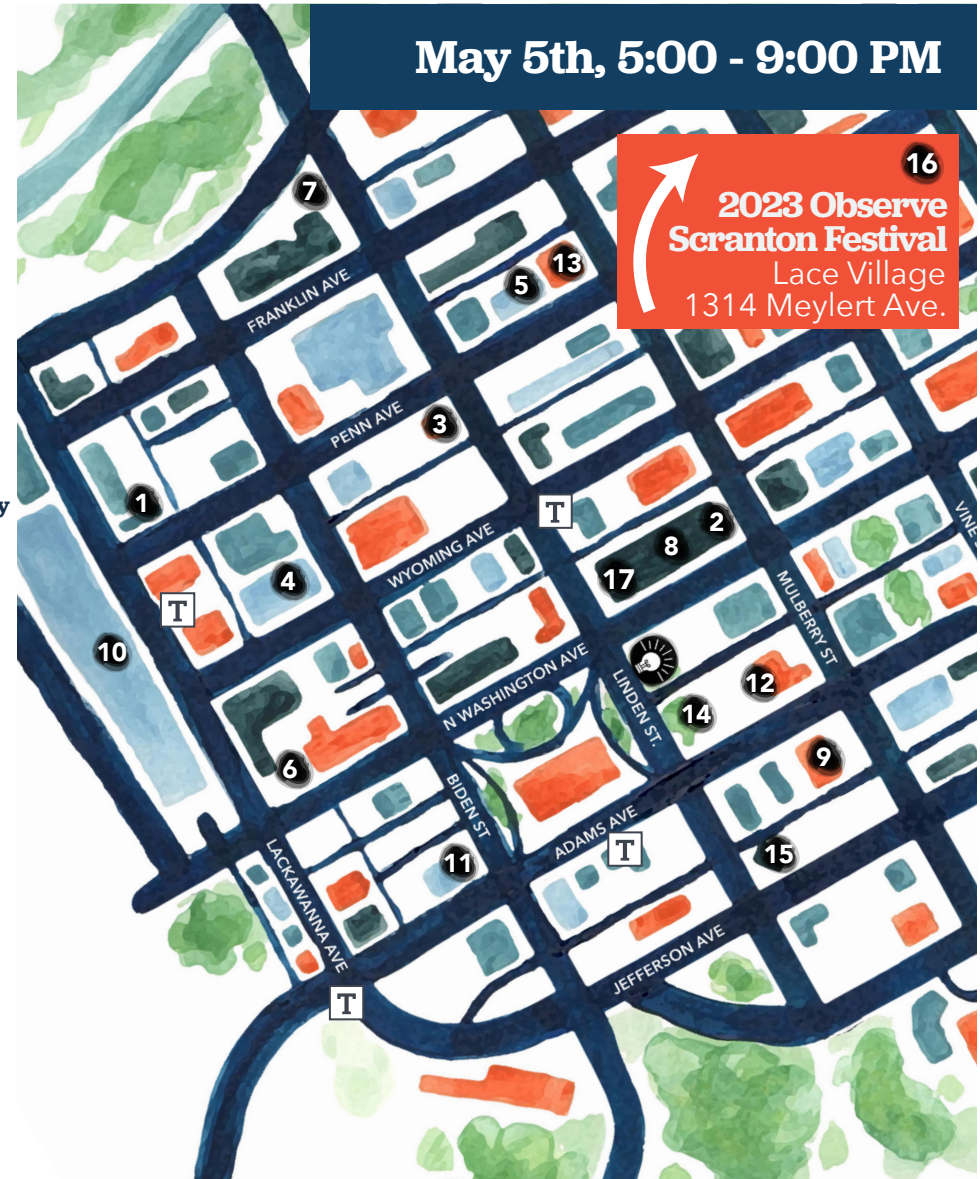 May 5th, 5:00 - 9:00 PM
16
2023 Observe
Scranton Festival
Lace Village
1314 Meylert Ave.
7
13
5
FRANKLIN AVE
PENN AVE
3
1
y
T
2
8
17
WYOMING AVE
4
T
10
MULBERRY ST
N WASHINGTON AVE
LINDEN ST.
12
14
6
9
BIDEN ST
ADAMS AVE
T
15
11
LACKAWANNA AVE
JEFFERSON AVE
T